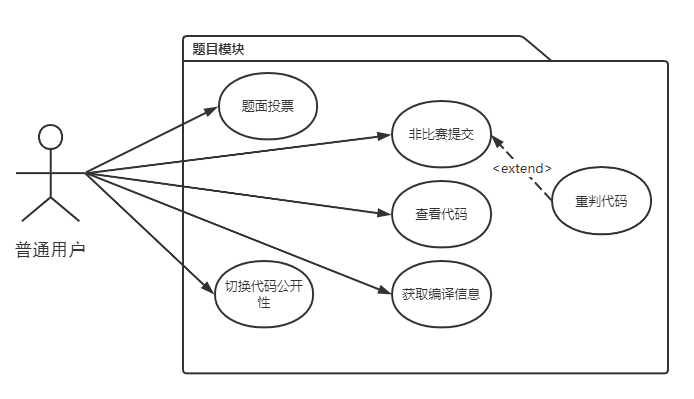 题目模块
题面投票
非比赛提交
<extend>
重判代码
查看代码
普通用户
切换代码公开
性
获取编译信息